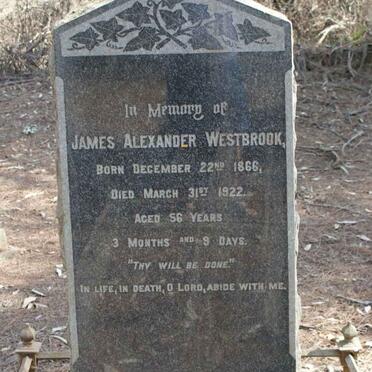 In Memory of
JAMES ALEXANDER WESTBROOK,
BORN DECEMBER 22ND 1866,
DIED MARCH 31ST 1922.
AGED 56 YEARS
3 MONTHS AND 9 DAYS.
"THY WILL BE DONE."
IN LIFE, IN DEATH, O LORD, ABIDE WITH ME.